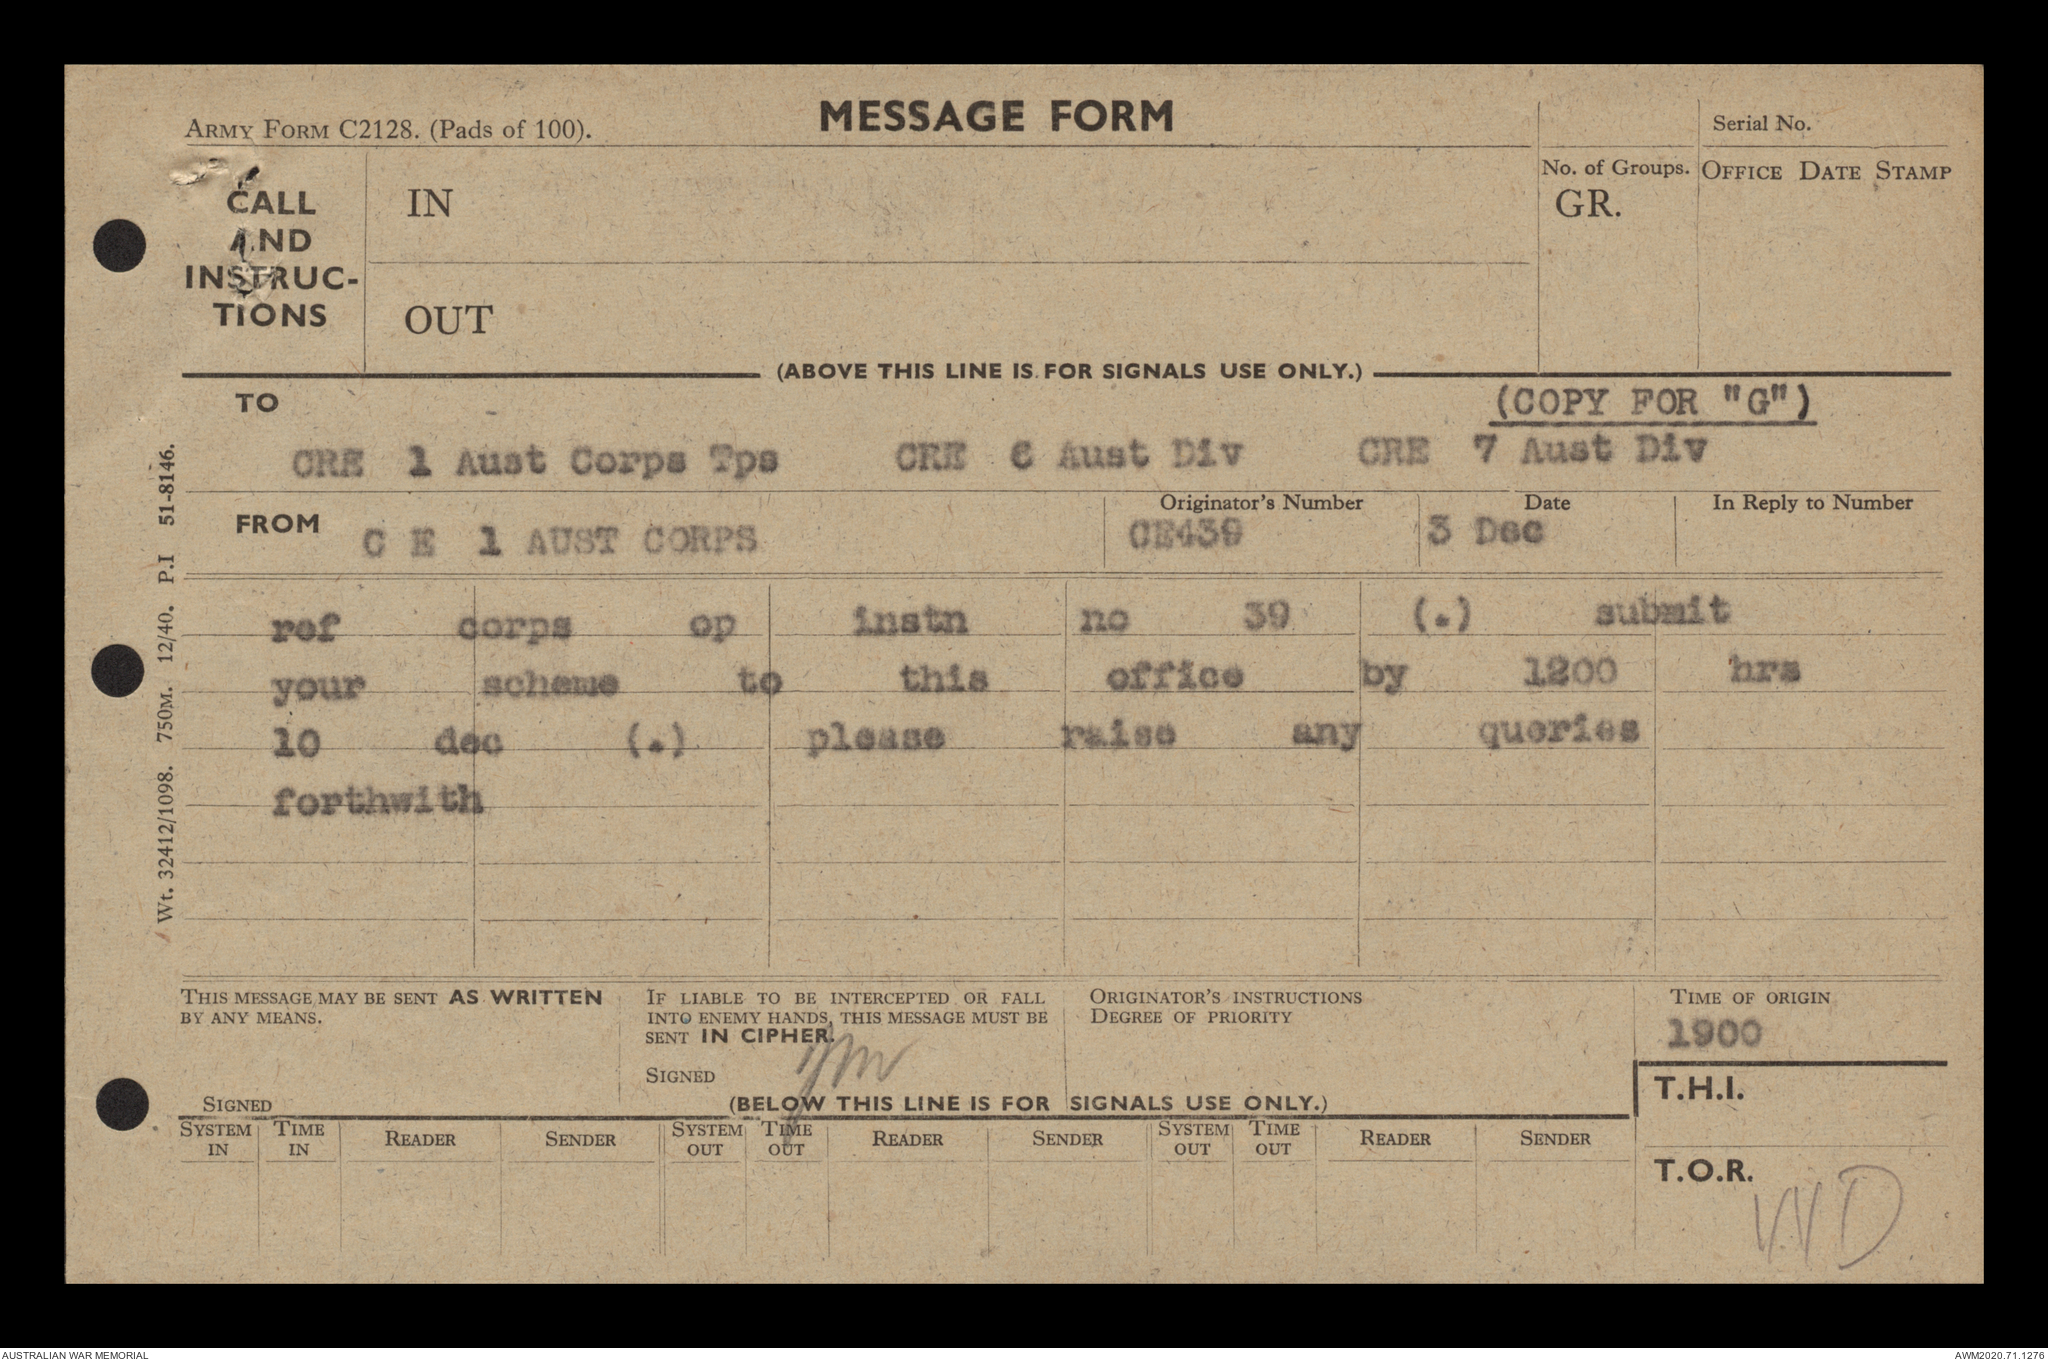 ARMY FORM C2128. (Pads of 100).
MESSAGE FORM
Serial No.
CALL
AND
INSTRUC-
TIONS
IN
OUT
No. of Groups.
GR.
OFFICE DATE STAMP
(ABOVE THIS LINE IS FOR SIGNALS USE ONLY.)
TO
(COPY FOR "G")
CRE 1 Aust Corps Tps CRE 6 Aust Div CRE 7 Aust Div
FROM
C E 1 AUST CORPS
Originator's Number
CE439
Date
3 Dec
In Reply to Number
ref corps op instn no 39 (.) submit
your scheme to this office by 1200 hrs
10 dec (.) please raise any queries
forthwith
Wt. 32412/1098. 750M. 12/40. P.I 51-8146.
THIS MESSAGE MAY BE SENT AS WRITTEN
BY ANY MEANS.
SIGNED
IF LIABLE TO BE INTERCEPTED OR FALL
INTO ENEMY HANDS, THIS MESSAGE MUST BE
SENT IN CIPHER.
SIGNED
ORIGINATOR'S INSTRUCTIONS
DEGREE OF PRIORITY
TIME OF ORIGIN
1900
T.H.I.
(BELOW THIS LINE IS FOR SIGNALS USE ONLY.)
SYSTEM IN TIME IN READER SENDER SYSTEM OUT TIME OUT READER SENDER SYSTEM OUT TIME OUT READER SENDER
T.O.R.
WD
AUSTRALIAN WAR MEMORIAL
AWM2020.71.1276